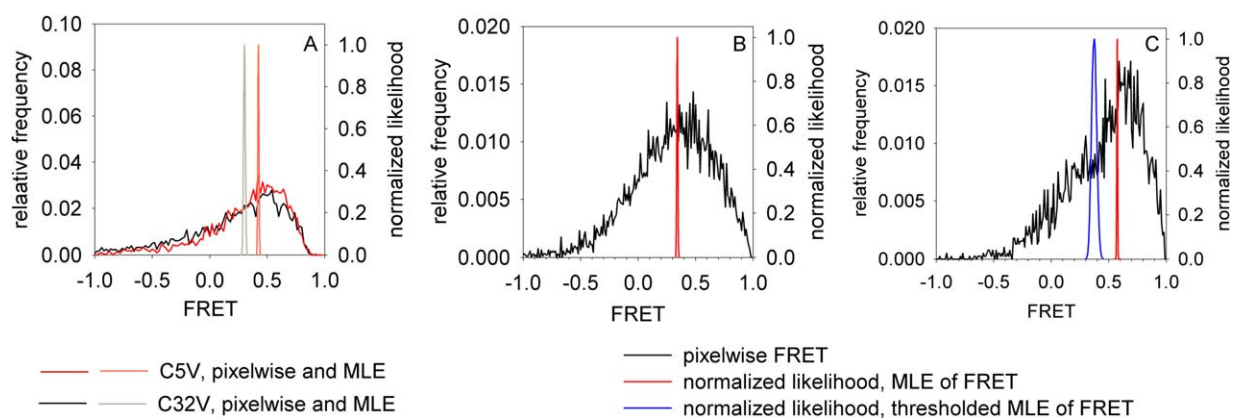 A
0.10
0.08
0.06
0.04
0.02
0.00
relative frequency
1.0
0.8
0.6
0.4
0.2
0.0
normalized likelihood
-1.0 -0.5 0.0 0.5 1.0
FRET
B
0.020
0.015
0.010
0.005
0.000
relative frequency
1.0
0.8
0.6
0.4
0.2
0.0
normalized likelihood
-1.0 -0.5 0.0 0.5 1.0
FRET
C
0.020
0.015
0.010
0.005
0.000
relative frequency
1.0
0.8
0.6
0.4
0.2
0.0
normalized likelihood
-1.0 -0.5 0.0 0.5 1.0
FRET
C5V, pixelwise and MLE
C32V, pixelwise and MLE
pixelwise FRET
normalized likelihood, MLE of FRET
normalized likelihood, thresholded MLE of FRET